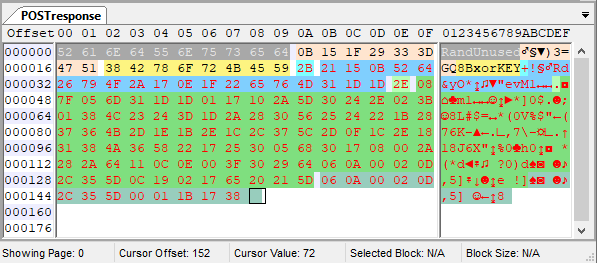 POSTresponse
Offset 00 01 02 03 04 05 06 07 08 09 0A 0B 0C 0D 0E 0F 0123456789ABCDEF
000000 52 61 6E 64 55 6E 75 73 65 64 0B 15 1F 29 33 3D RandUnused♂§▼)3=
000016 47 51 38 42 78 6F 72 4B 45 59 2B 21 15 0B 52 64 GQ8BxorKEY+!§♂Rd
000032 26 79 4F 2A 17 0E 1F 22 65 76 4D 31 1D 1D 2E 08 &yO*↨♫▼"evM1↔↔.◘
000048 7F 05 6D 31 1D 1D 01 17 10 2A 5D 30 24 2E 02 3B ⌂♣m1↔↔☺↨►*]0$.☻;
000064 01 38 4C 23 24 3D 1D 2A 28 30 56 25 24 22 1B 28 ☺8L#$=↔*(0V%$"←(
000080 37 36 4B 2D 1E 1B 2E 1C 2C 37 5C 2D 0F 1C 2E 18 76K-▲←.∟,7\-☼∟.↑
000096 31 38 4A 36 58 22 17 25 30 05 68 30 17 08 00 2A 18J6X"↨%0♣h0↨◘ *
000112 28 2A 64 11 0C 0E 00 3F 30 29 64 06 0A 00 02 0D (*d◄♀♫ ?0)d♠◙ ☻♪
000128 2C 35 5D 0C 19 02 17 65 20 21 5D 06 0A 00 02 0D ,5]♀↓☻↨e !]♠◙ ☻♪
000144 2C 35 5D 00 01 1B 17 38 ,5] ☺←↨8
000160
000176
Showing Page: 0 Cursor Offset: 152 Cursor Value: 72 Selected Block: N/A Block Size: N/A